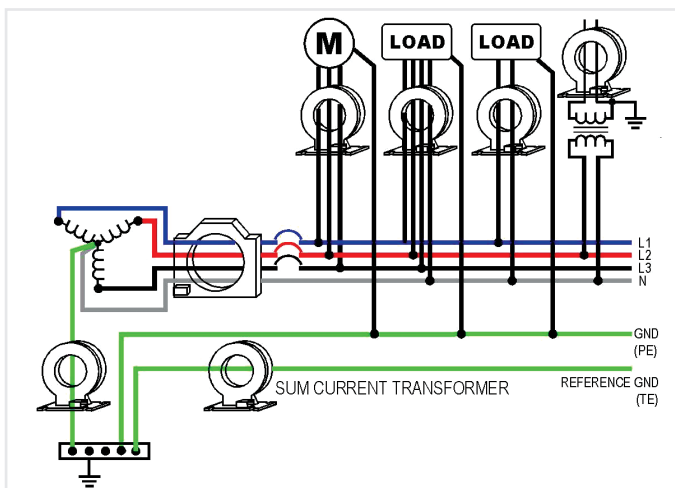 M
LOAD
LOAD
L1
L2
L3
N
GND
(PE)
SUM CURRENT TRANSFORMER
REFERENCE GND
(TE)